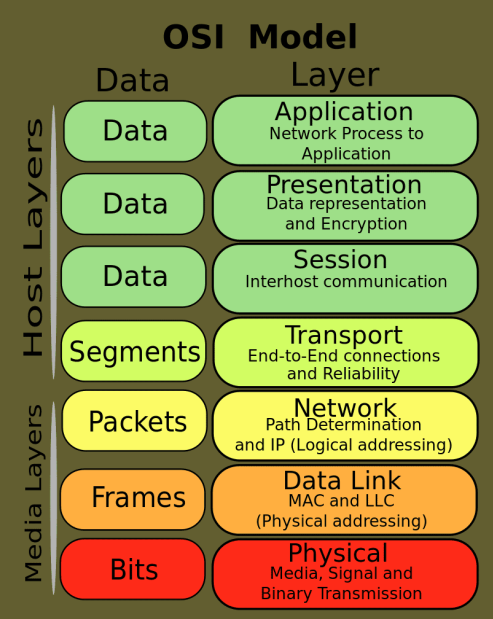 OSI Model
Data
Layer
Host Layers
Data
Application
Network Process to
Application
Data
Presentation
Data representation
and Encryption
Data
Session
Interhost communication
Segments
Transport
End-to-End connections
and Reliability
Media Layers
Packets
Network
Path Determination
and IP (Logical addressing)
Frames
Data Link
MAC and LLC
(Physical addressing)
Bits
Physical
Media, Signal and
Binary Transmission